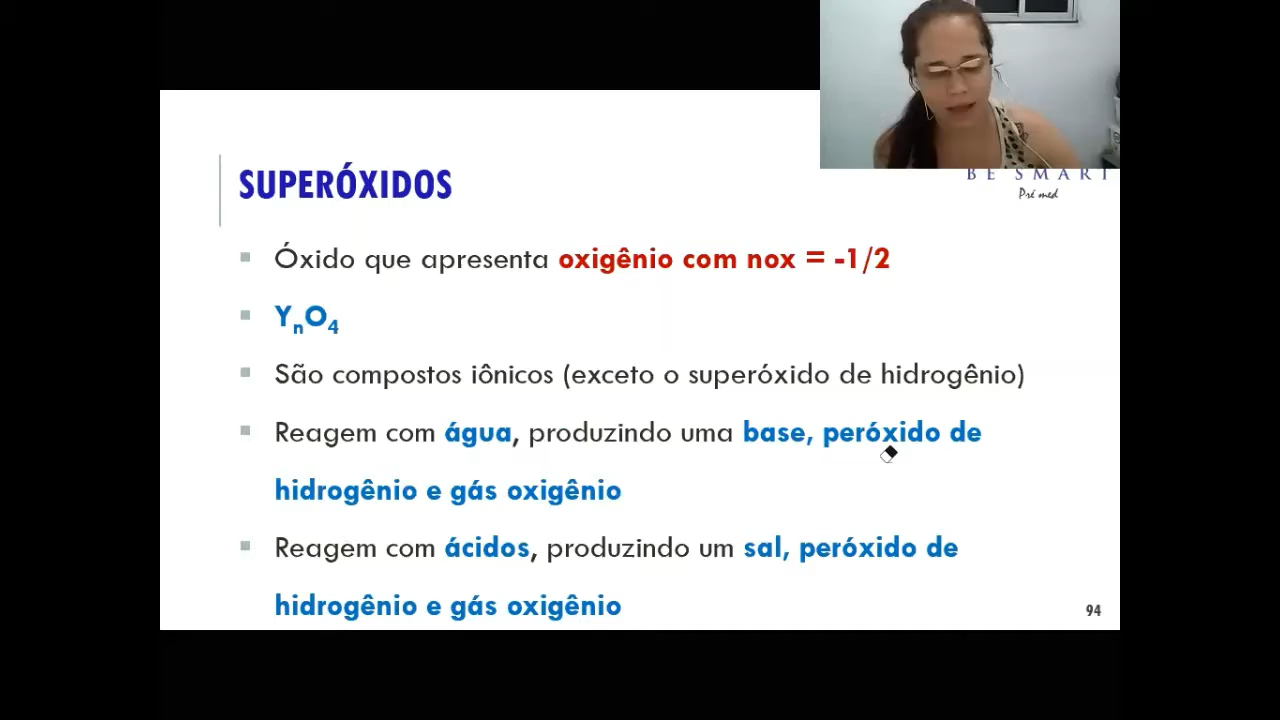 BE SMART
Pré med
SUPERÓXIDOS
Óxido que apresenta oxigênio com nox = -1/2
YnO4
São compostos iônicos (exceto o superóxido de hidrogênio)
Reagem com água, produzindo uma base, peróxido de
hidrogênio e gás oxigênio
Reagem com ácidos, produzindo um sal, peróxido de
hidrogênio e gás oxigênio
94